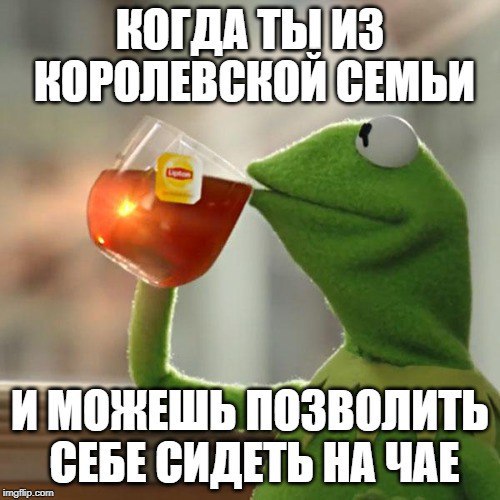 КОГДА ТЫ ИЗ
КОРОЛЕВСКОЙ СЕМЬИ
Lipton
И МОЖЕШЬ ПОЗВОЛИТЬ
СЕБЕ СИДЕТЬ НА ЧАЕ
imgflip.com